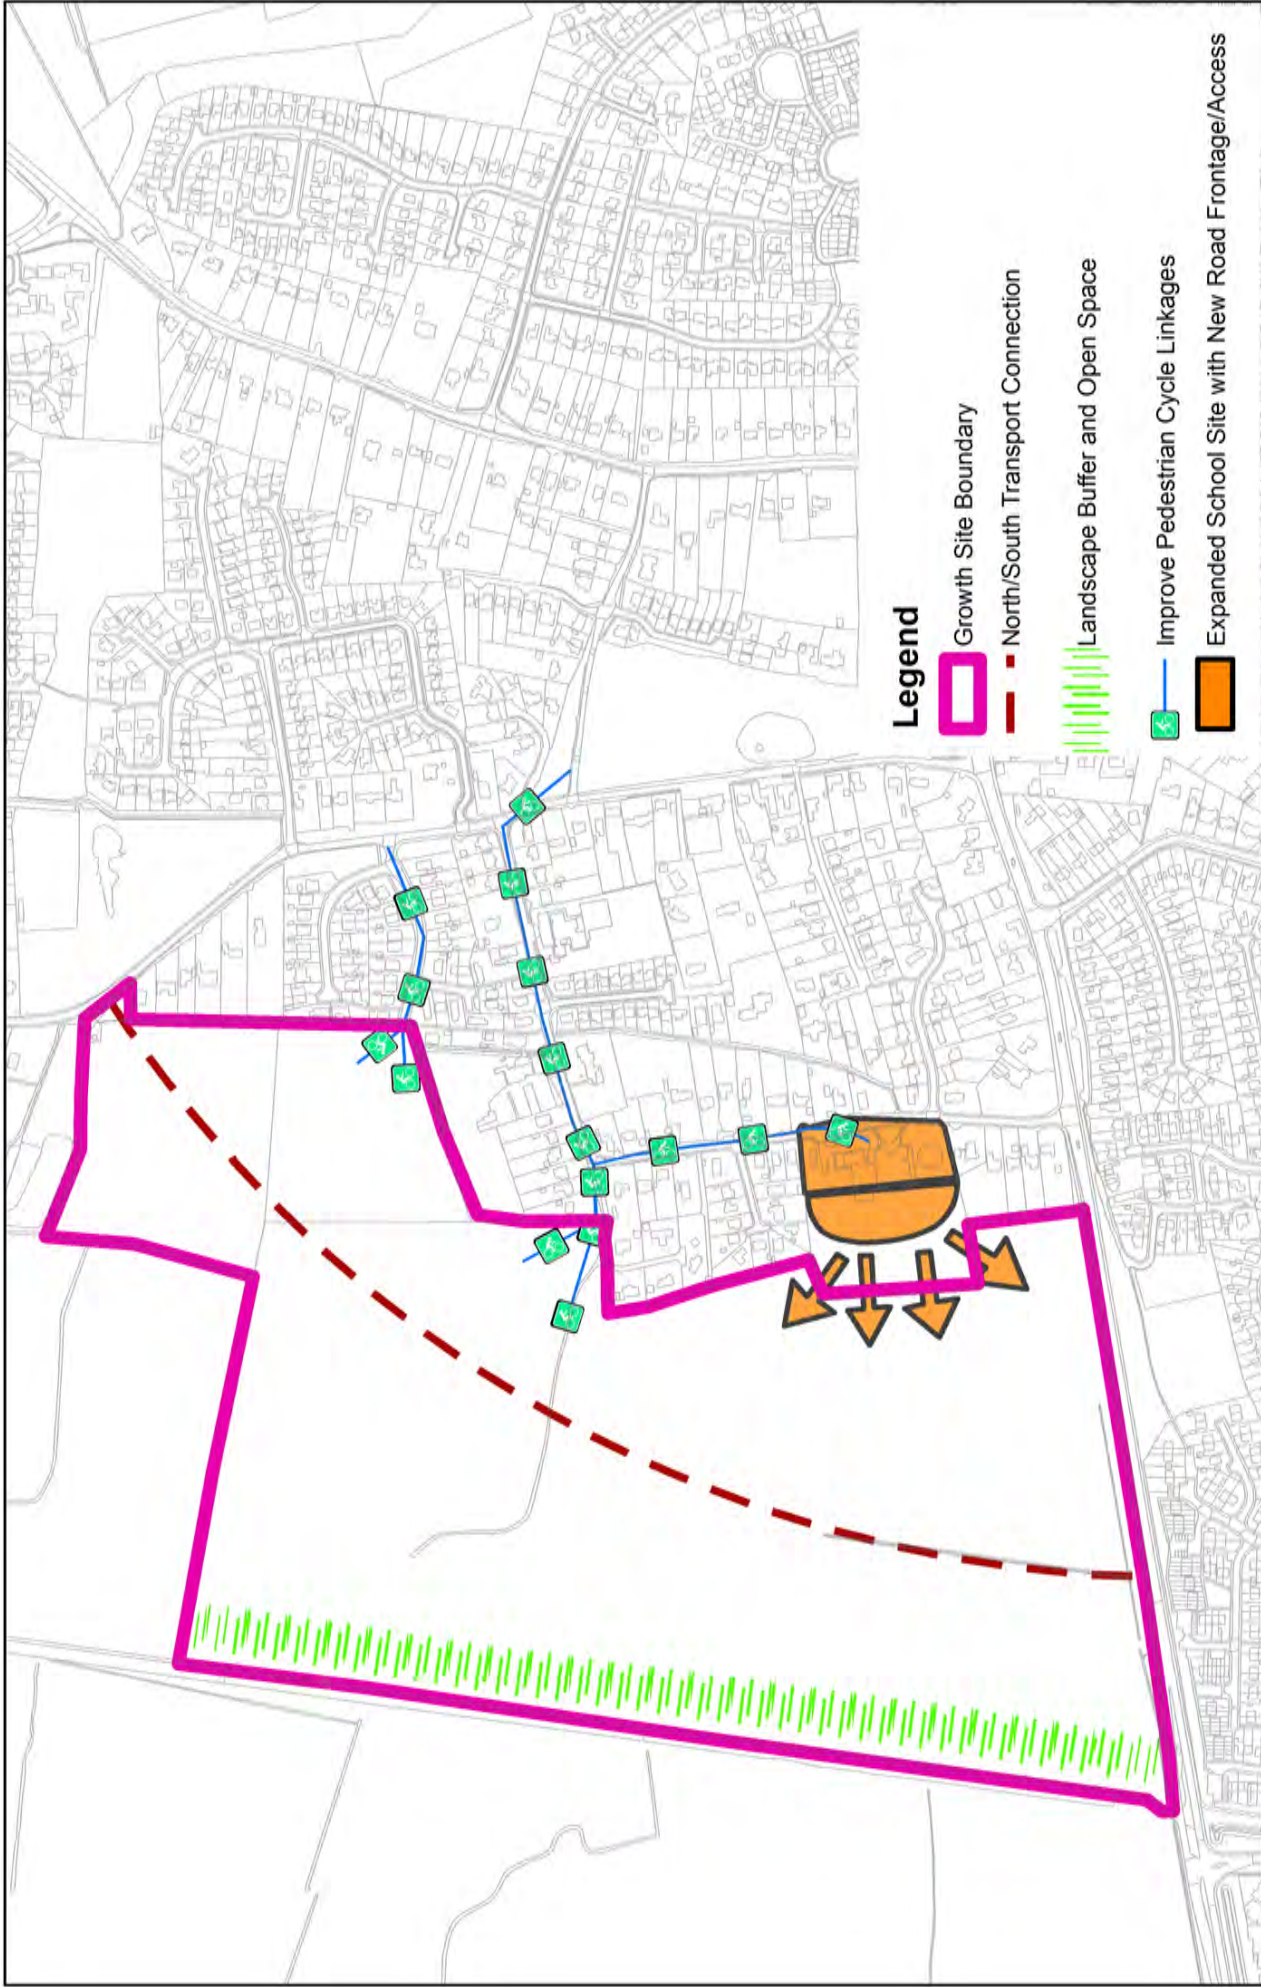 Legend
Growth Site Boundary
North/South Transport Connection
Landscape Buffer and Open Space
Improve Pedestrian Cycle Linkages
Expanded School Site with New Road Frontage/Access